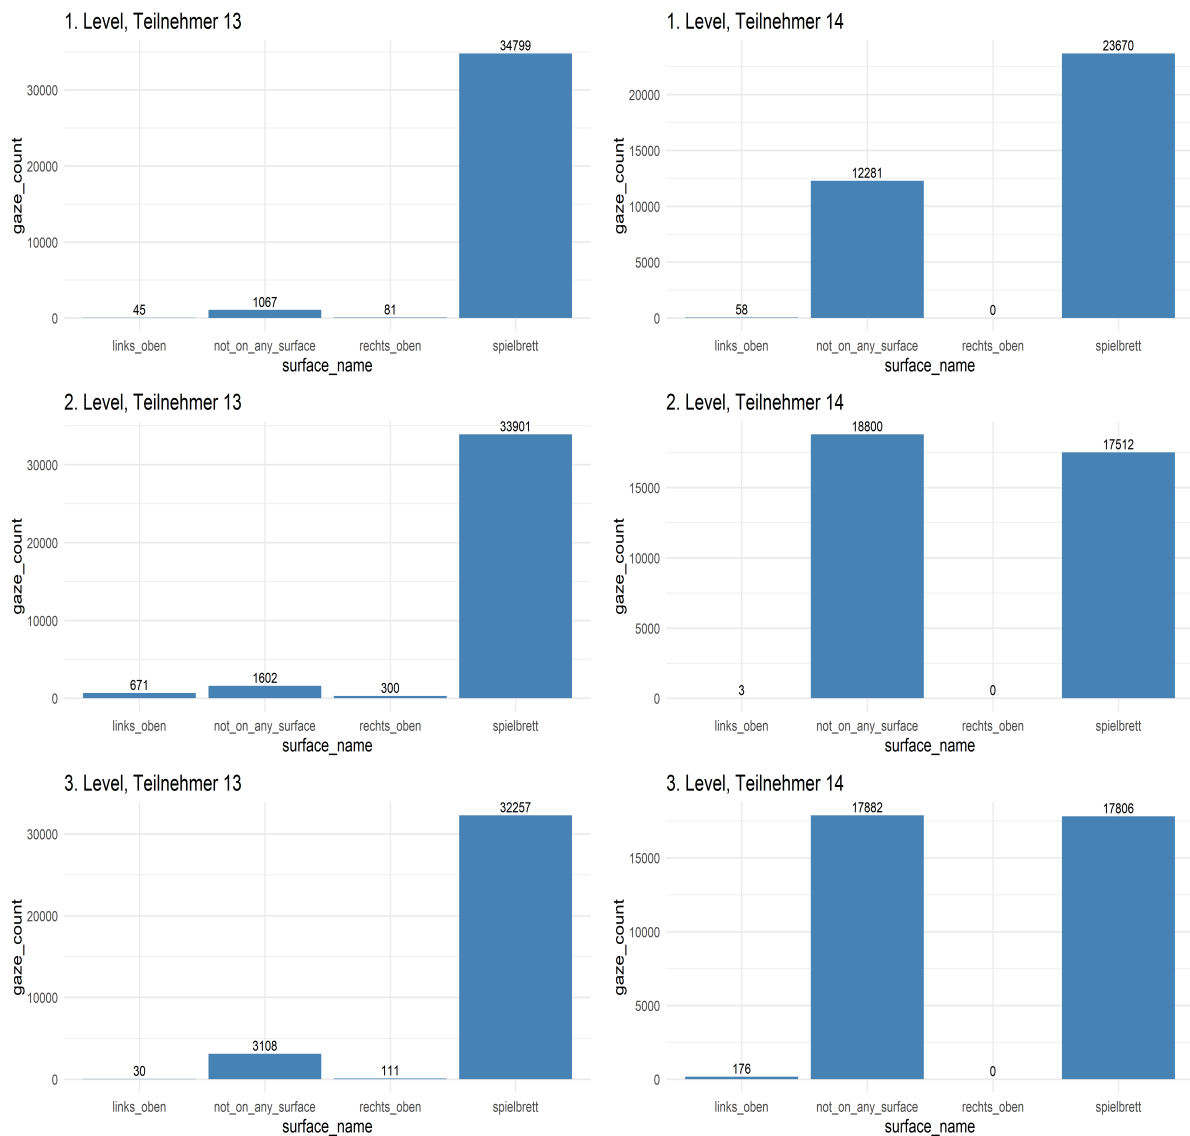 1. Level, Teilnehmer 13
34799
30000
20000
10000
0
45
1067
81
gaze_count
links_oben not_on_any_surface rechts_oben spielbrett
surface_name
1. Level, Teilnehmer 14
23670
20000
15000
10000
5000
0
58
12281
0
gaze_count
links_oben not_on_any_surface rechts_oben spielbrett
surface_name
2. Level, Teilnehmer 13
33901
30000
20000
10000
0
671
1602
300
gaze_count
links_oben not_on_any_surface rechts_oben spielbrett
surface_name
2. Level, Teilnehmer 14
18800
17512
15000
10000
5000
0
3
0
gaze_count
links_oben not_on_any_surface rechts_oben spielbrett
surface_name
3. Level, Teilnehmer 13
32257
30000
20000
10000
0
30
3108
111
gaze_count
links_oben not_on_any_surface rechts_oben spielbrett
surface_name
3. Level, Teilnehmer 14
17882
17806
15000
10000
5000
0
176
0
gaze_count
links_oben not_on_any_surface rechts_oben spielbrett
surface_name